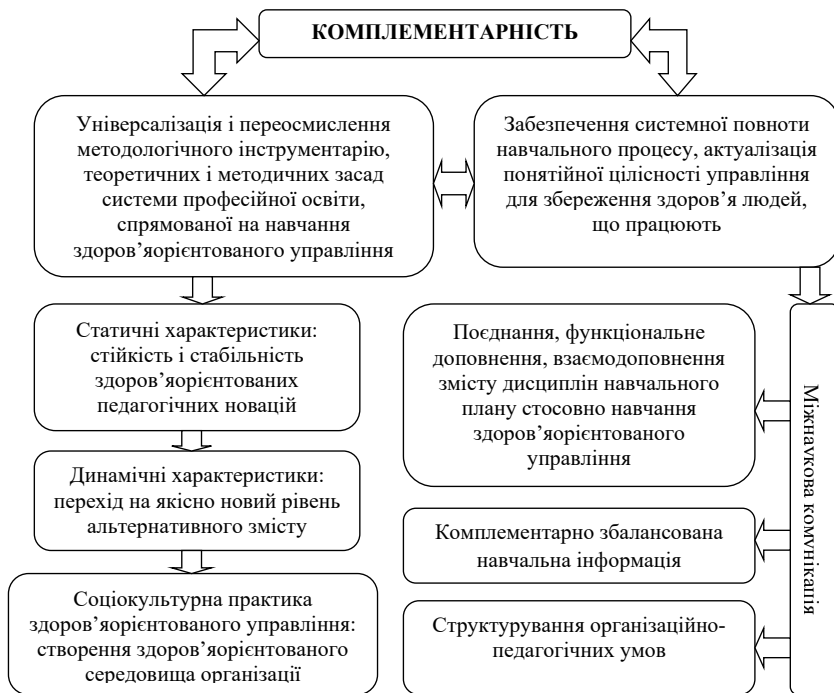 КОМПЛЕМЕНТАРНІСТЬ
Універсалізація і переосмислення
методологічного інструментарію,
теоретичних і методичних засад
системи професійної освіти,
спрямованої на навчання
здоров’яорієнтованого управління
Забезпечення системної повноти
навчального процесу, актуалізація
понятійної цілісності управління
для збереження здоров’я людей,
що працюють
Статичні характеристики:
стійкість і стабільність
здоров’яорієнтованих
педагогічних новацій
Динамічні характеристики:
перехід на якісно новий рівень
альтернативного змісту
Соціокультурна практика
здоров’яорієнтованого управління:
створення здоров’яорієнтованого
середовища організації
Поєднання, функціональне
доповнення, взаємодоповнення
змісту дисциплін навчального
плану стосовно навчання
здоров’яорієнтованого
управління
Комплементарно збалансована
навчальна інформація
Структурування організаційно-
педагогічних умов
Міжнаукова комунікація